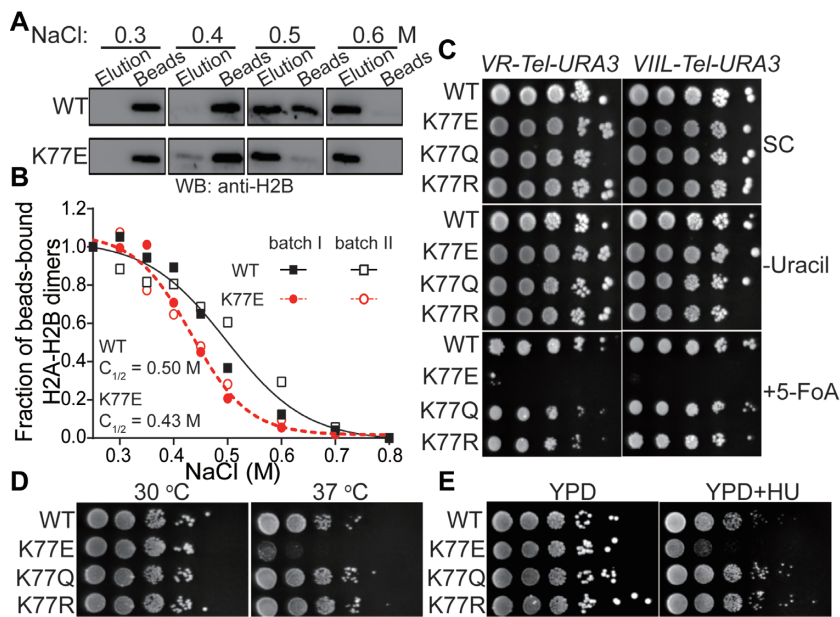 A
NaCl: 0.3 0.4 0.5 0.6 M
Elution Beads Elution Beads Elution Beads Elution Beads
WT
K77E
WB: anti-H2B
B
Fraction of beads-bound
H2A-H2B dimers
1.2
1.0
0.8
0.6
0.4
0.2
0.0
batch I batch II
WT
K77E
WT
C1/2 = 0.50 M
K77E
C1/2 = 0.43 M
0.3 0.4 0.5 0.6 0.7 0.8
NaCl (M)
C
VR-Tel-URA3 VIIL-Tel-URA3
WT
K77E
K77Q
K77R
SC
WT
K77E
K77Q
K77R
-Uracil
WT
K77E
K77Q
K77R
+5-FoA
D
30 °C 37 °C
WT
K77E
K77Q
K77R
E
YPD YPD+HU
WT
K77E
K77Q
K77R